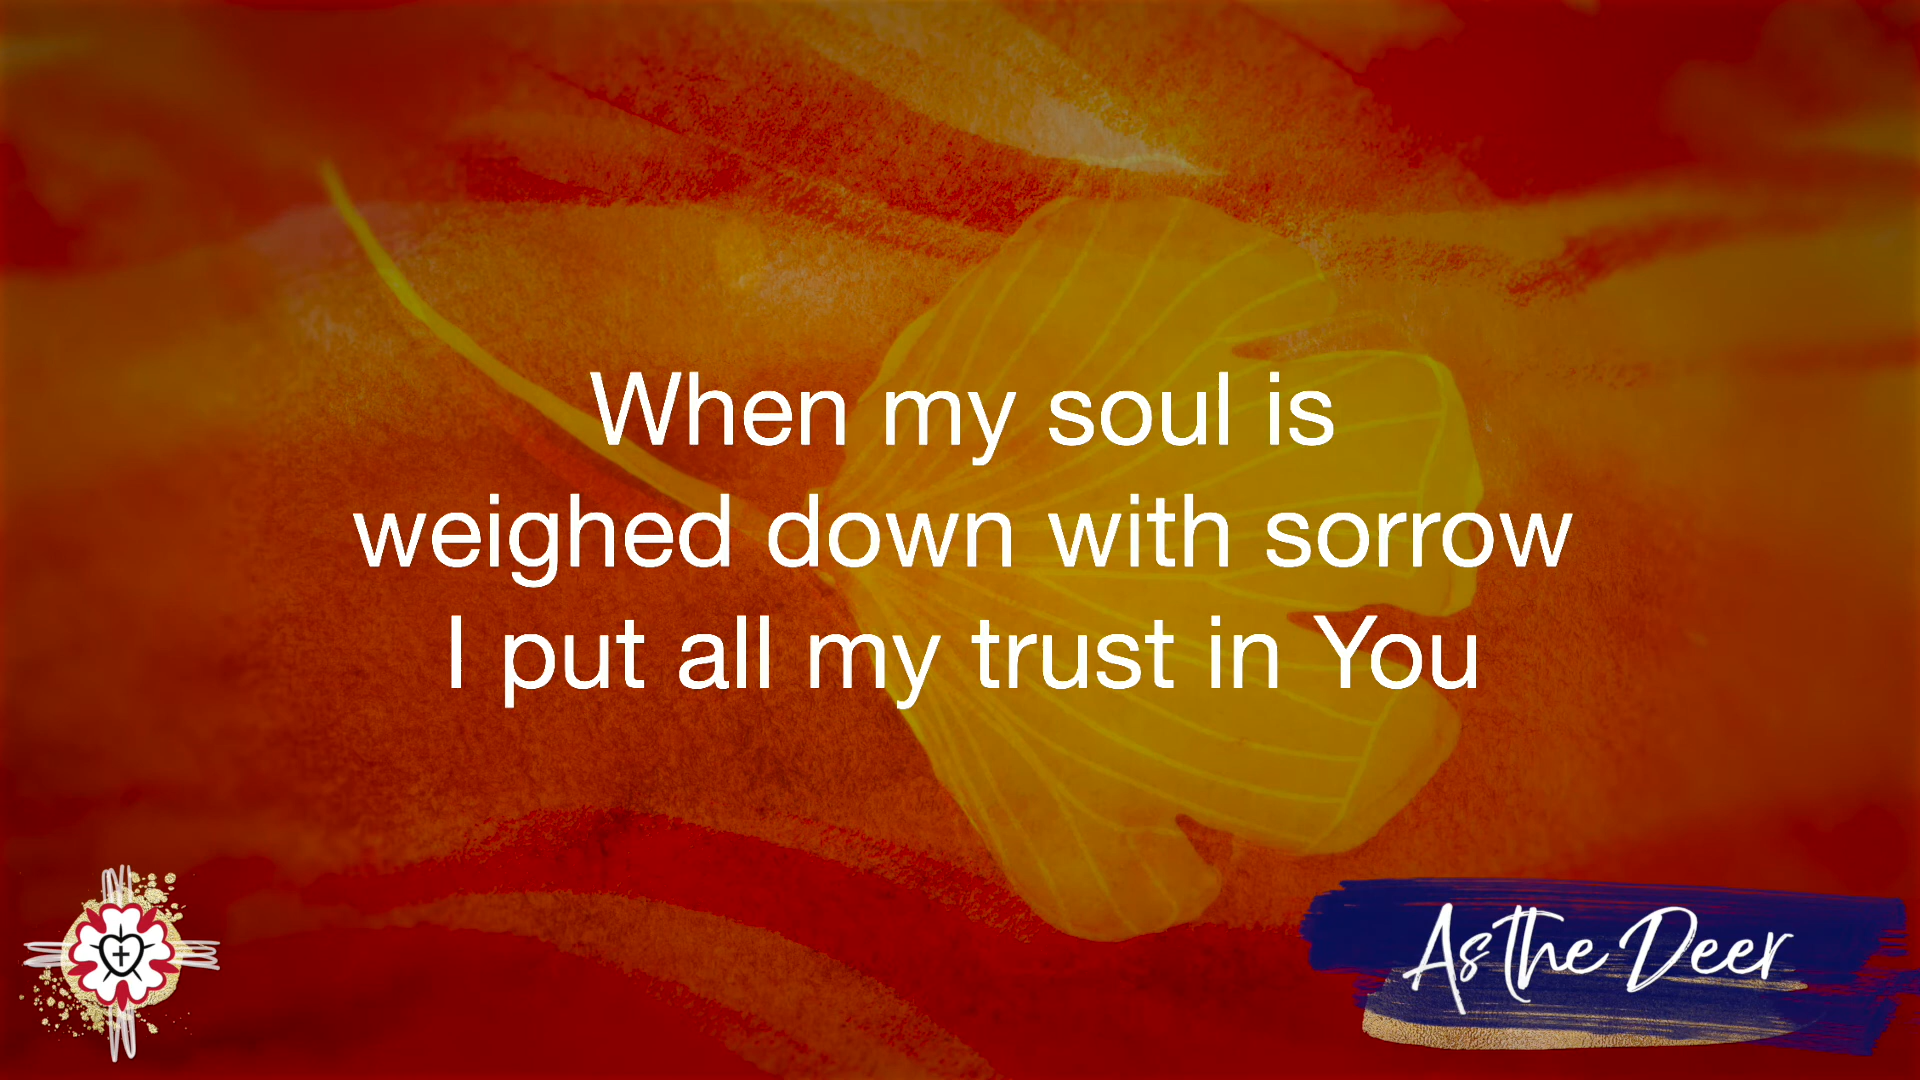 When my soul is
weighed down with sorrow
I put all my trust in You
As the Deer